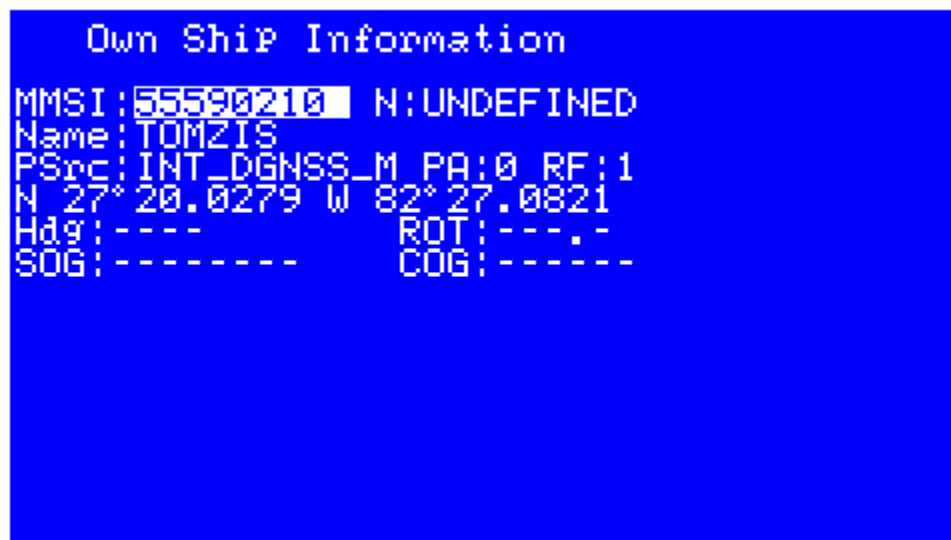 Own Ship Information
MMSI:55590210 N:UNDEFINED
Name:TOMZIS
PSrc:INT_DGNSS_M PA:0 RF:1
N 27°20.0279 W 82°27.0821
Hdg:---- ROT:---.-
SOG:-------- COG:------